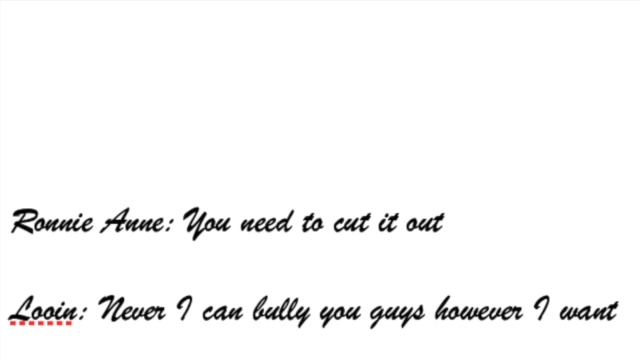 Ronnie Anne: You need to cut it out
Looin: Never I can bully you guys however I want